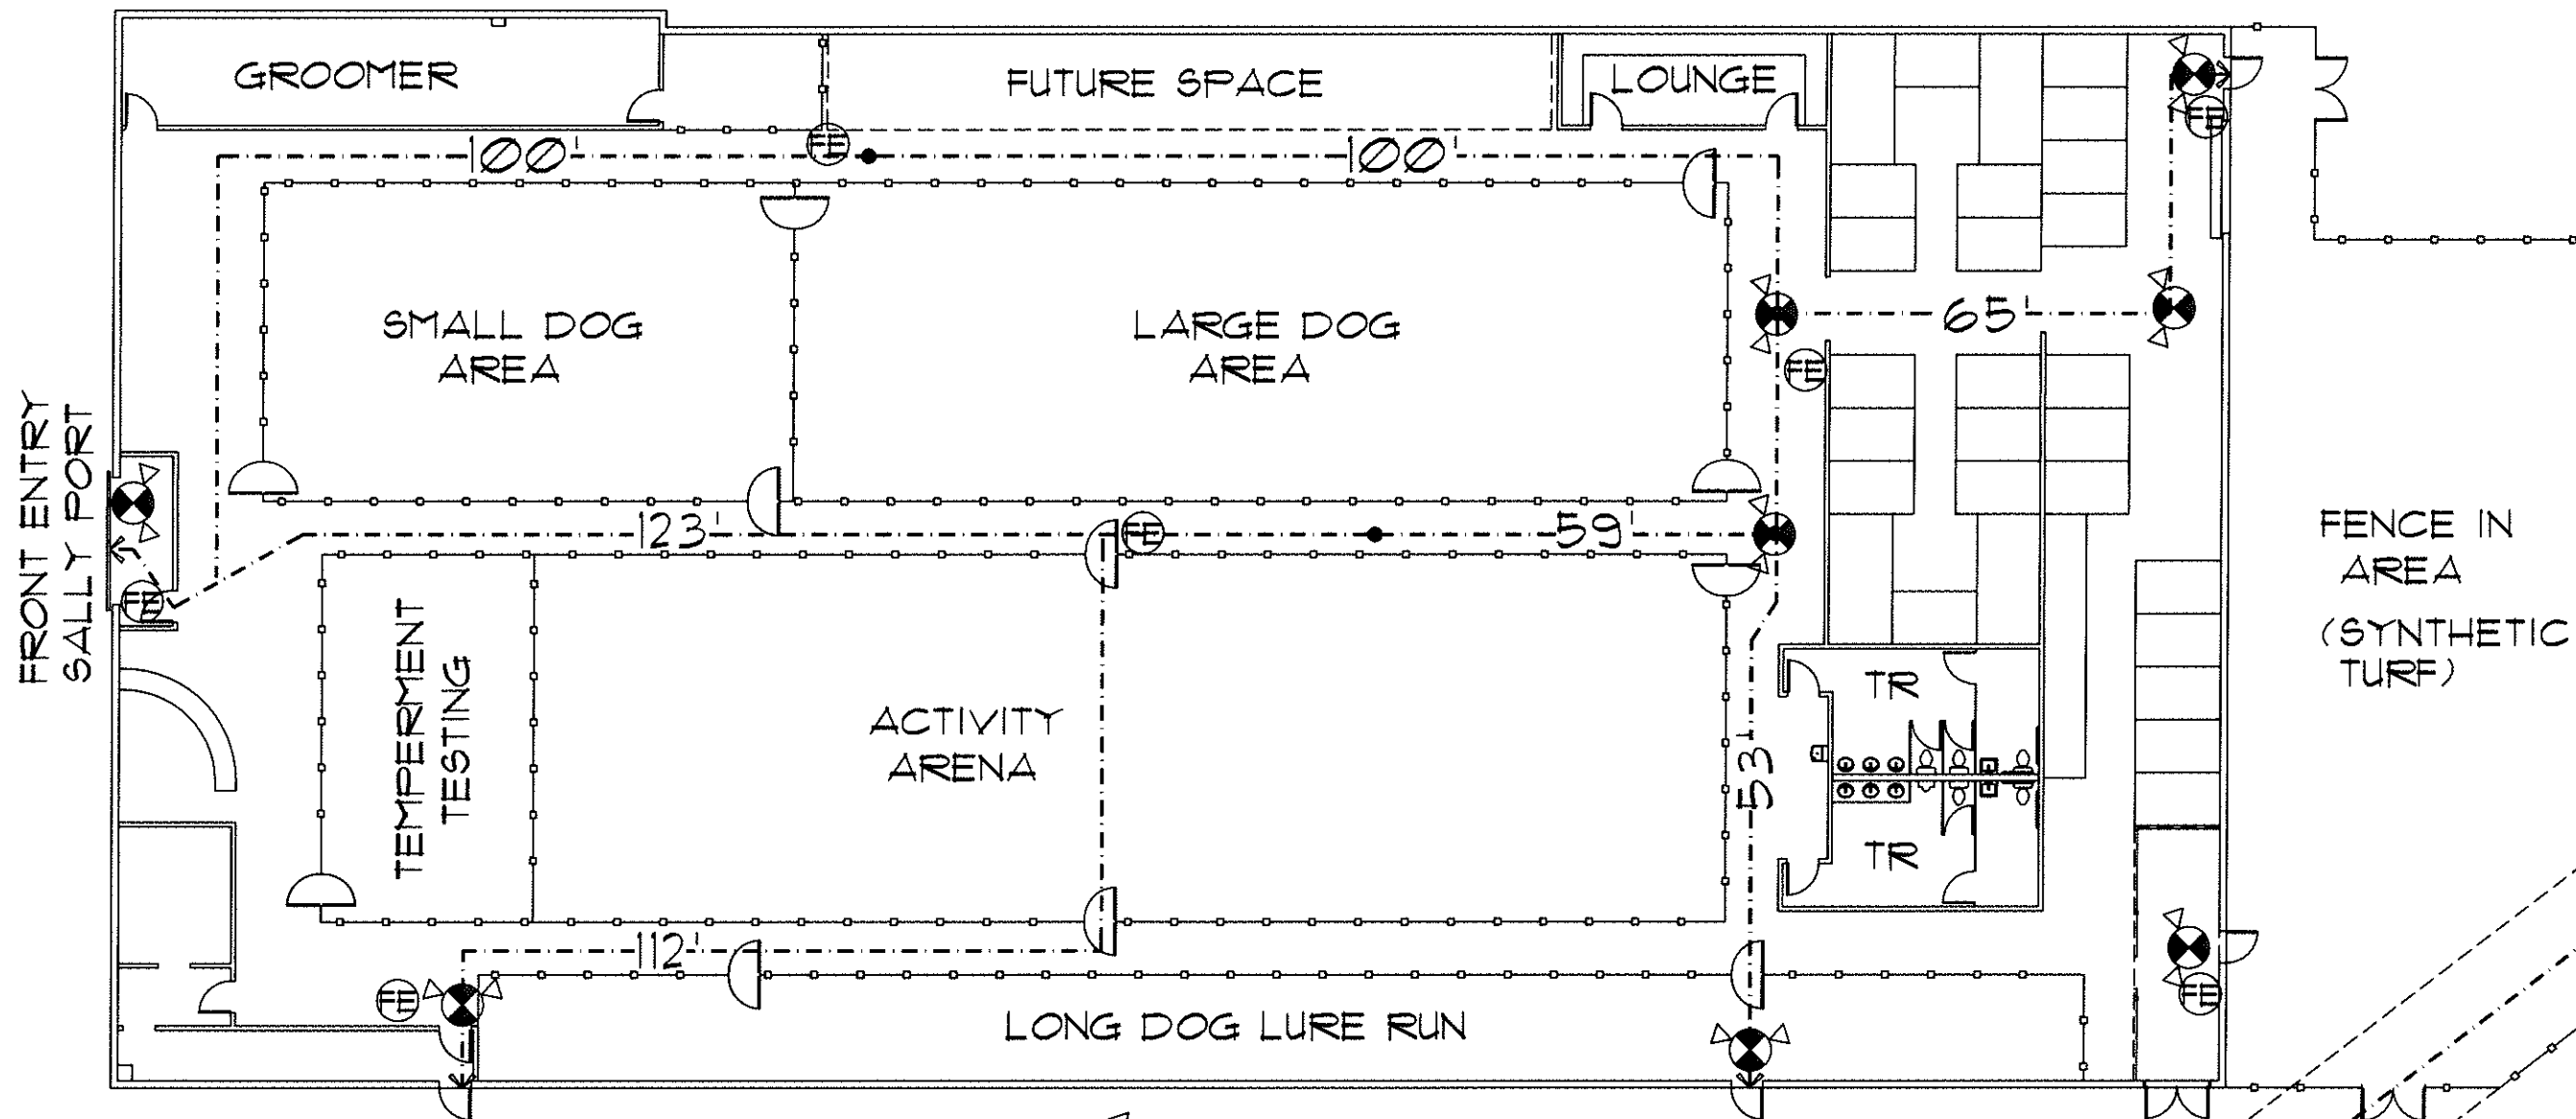 GROOMER
FUTURE SPACE
LOUNGE
FE
FE
100'
100'
SMALL DOG
AREA
LARGE DOG
AREA
65'
FE
FRONT ENTRY
SALLY PORT
123'
FE
59'
FENCE IN
AREA
(SYNTHETIC
TURF)
FE
TEMPERMENT
TESTING
ACTIVITY
ARENA
53'
TR
TR
112'
FE
FE
LONG DOG LURE RUN